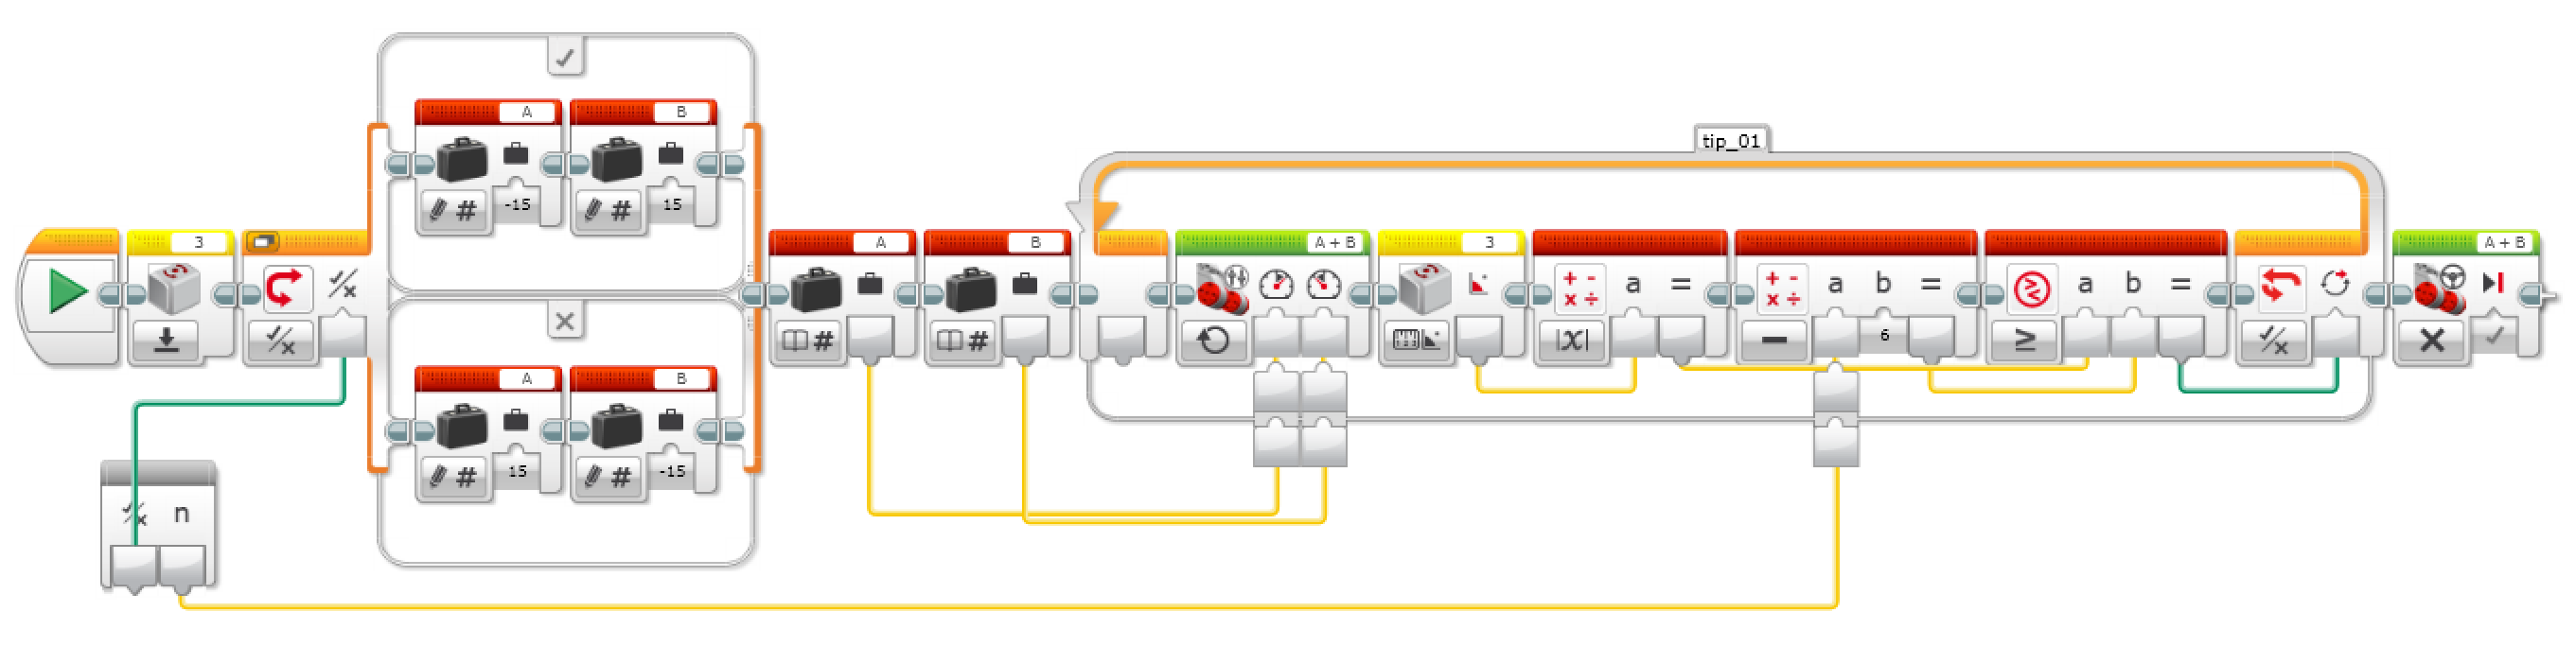 A B
-15 15
tip_01
3
A B
A + B
3
A + B
a =
a b =
a b =
# #
|x|
6
≥
A B
15 -15
n